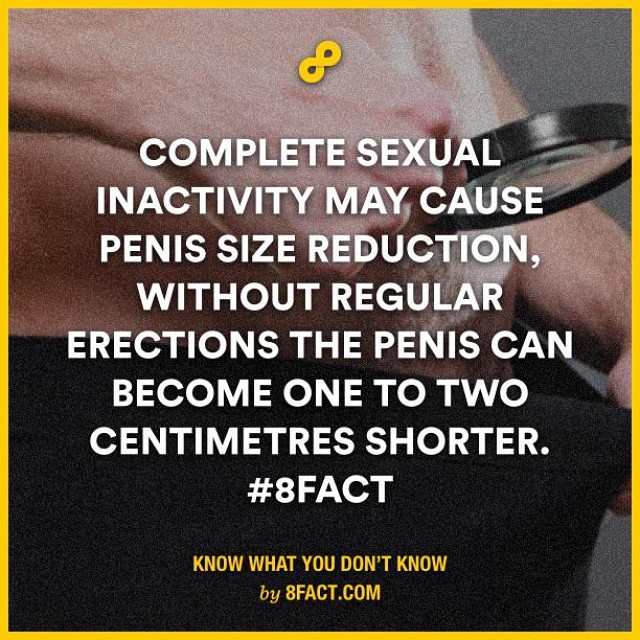 COMPLETE SEXUAL
INACTIVITY MAY CAUSE
PENIS SIZE REDUCTION,
WITHOUT REGULAR
ERECTIONS THE PENIS CAN
BECOME ONE TO TWO
CENTIMETRES SHORTER.
#8FACT
KNOW WHAT YOU DON'T KNOW
by 8FACT.COM